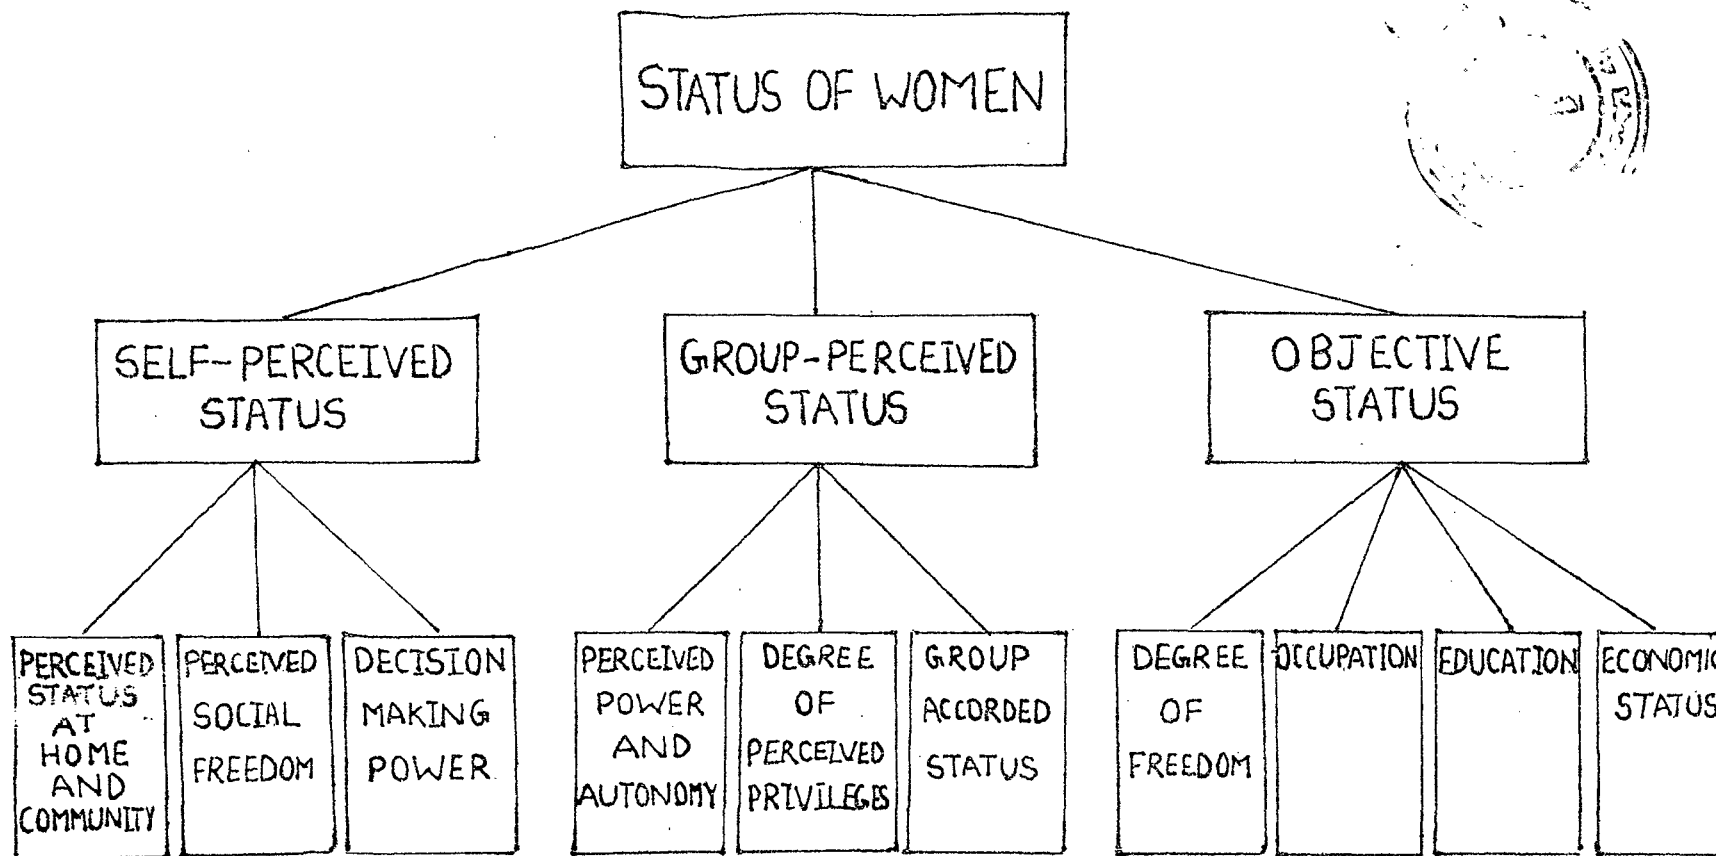 STATUS OF WOMEN
SELF-PERCEIVED
STATUS
GROUP-PERCEIVED
STATUS
OBJECTIVE
STATUS
PERCEIVED
STATUS
AT
HOME
AND
COMMUNITY
PERCEIVED
SOCIAL
FREEDOM
DECISION
MAKING
POWER
PERCEIVED
POWER
AND
AUTONOMY
DEGREE
OF
PERCEIVED
PRIVILEGES
GROUP
ACCORDED
STATUS
DEGREE
OF
FREEDOM
OCCUPATION
EDUCATION
ECONOMIC
STATUS